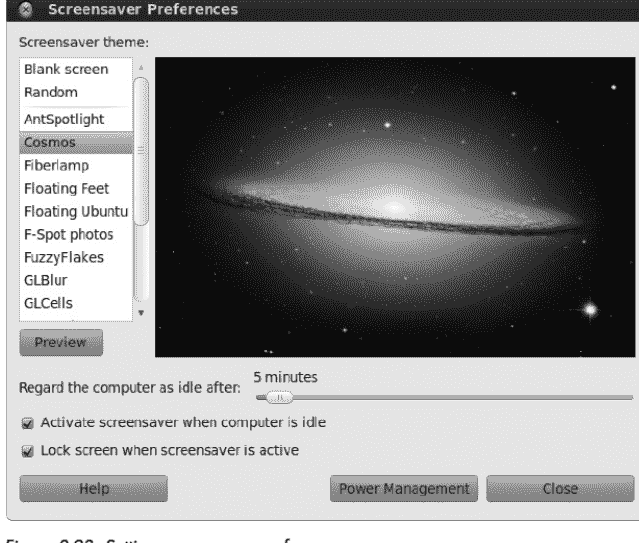 Screensaver Preferences
Screensaver theme:
Blank screen
Random
AntSpotlight
Cosmos
Fiberlamp
Floating Feet
Floating Ubuntu
F-Spot photos
FuzzyFlakes
GLBlur
GLCells
Preview
5 minutes
Regard the computer as idle after:
Activate screensaver when computer is idle
Lock screen when screensaver is active
Help
Power Management
Close